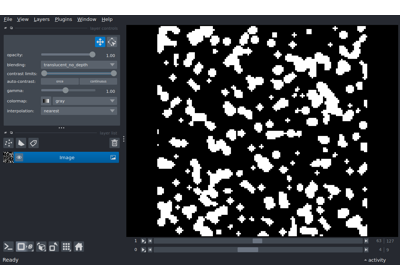 File View Layers Plugins Window Help
opacity: 1.00
blending: translucent_no_depth
contrast limits:
auto-contrast: once continuous
gamma: 1.00
colormap: gray
interpolation: nearest
Image
1
0
Ready
activity